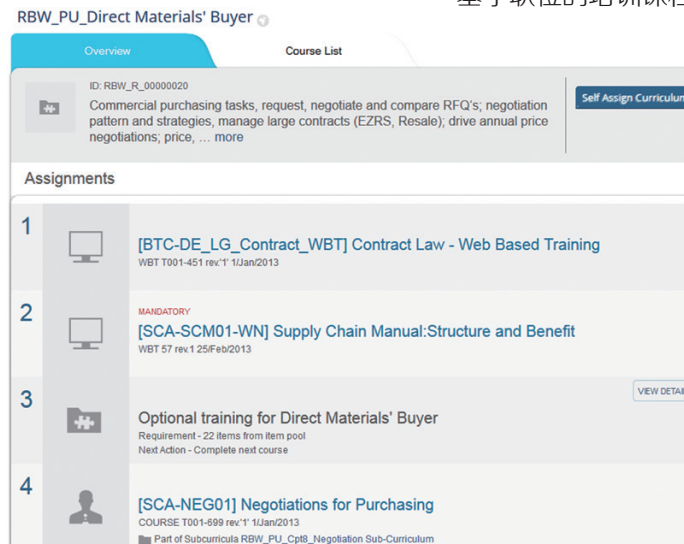 RBW_PU_Direct Materials' Buyer
Overview
Course List
ID: RBW_R_00000020
Commercial purchasing tasks, request, negotiate and compare RFQ's; negotiation
pattern and strategies, manage large contracts (EZRS, Resale); drive annual price
negotiations; price, … more
Self Assign Curriculum
Assignments
1
[BTC-DE_LG_Contract_WBT] Contract Law - Web Based Training
WBT T001-451 rev.'1' 1/Jan/2013
2
MANDATORY
[SCA-SCM01-WN] Supply Chain Manual:Structure and Benefit
WBT 57 rev.1 25/Feb/2013
3
VIEW
Optional training for Direct Materials' Buyer
Requirement - 22 items from item pool
Next Action - Complete next course
4
[SCA-NEG01] Negotiations for Purchasing
COURSE T001-699 rev.'1' 1/Jan/2013
Part of Subcurricula RBW_PU_Cpt8_Negotiation Sub-Curriculum